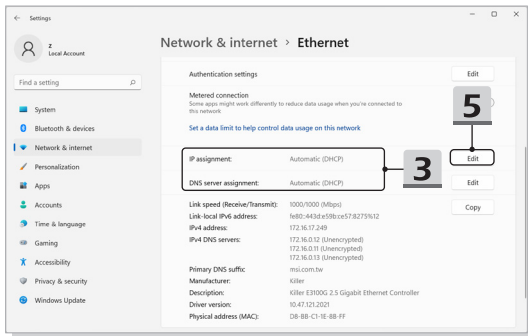 Settings
Z
Local Account
Find a setting
System
Bluetooth & devices
Network & internet
Personalization
Apps
Accounts
Time & language
Gaming
Accessibility
Privacy & security
Windows Update
Network & internet > Ethernet
Authentication settings Edit
Metered connection
Some apps might work differently to reduce data usage when you're connected to
this network
Set a data limit to help control data usage on this network
5
IP assignment: Automatic (DHCP) Edit
3
DNS server assignment: Automatic (DHCP) Edit
Link speed (Receive/Transmit): 1000/1000 (Mbps) Copy
Link-local IPv6 address: fe80::443d:e59b:ce57:8275%12
IPv4 address: 172.16.17.249
IPv4 DNS servers: 172.16.0.12 (Unencrypted)
172.16.0.11 (Unencrypted)
172.16.0.13 (Unencrypted)
Primary DNS suffic msi.com.tw
Manufacturer: Killer
Description: Killer E3100G 2.5 Gigabit Ethernet Controller
Driver version: 10.47.121.2021
Physical address (MAC): D8-BB-C1-1E-8B-FF